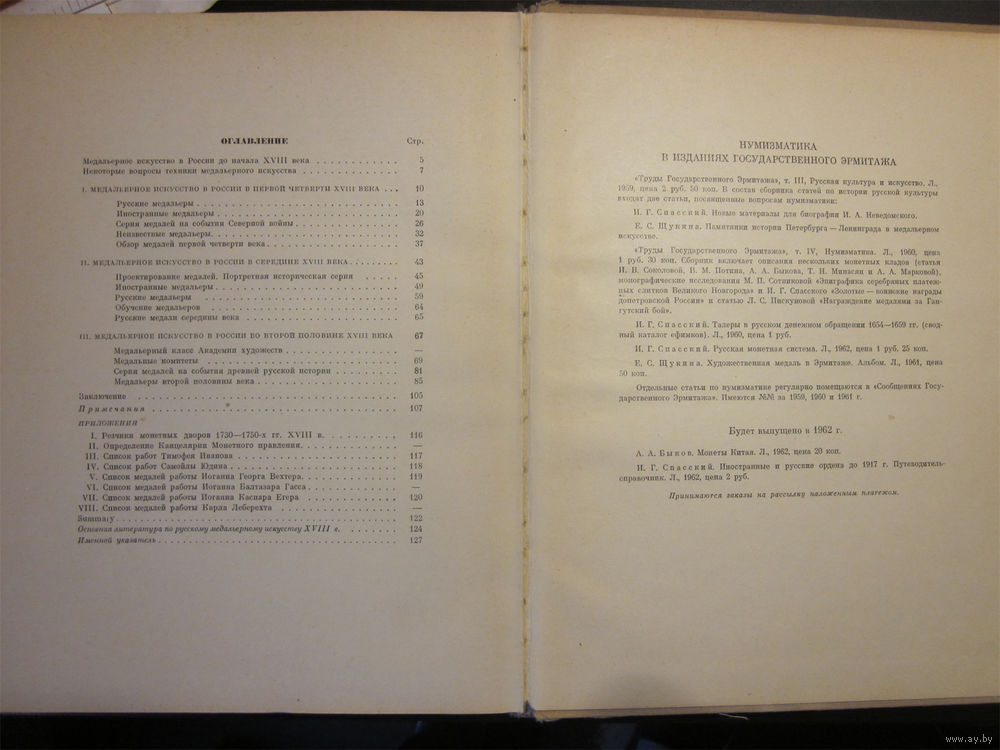 ОГЛАВЛЕНИЕ Стр.
Медальерное искусство в России до начала XVIII века . . . . . . . . . . . . 5
Некоторые вопросы техники медальерного искусства . . . . . . . . . . . . . 7
I. МЕДАЛЬЕРНОЕ ИСКУССТВО В РОССИИ В ПЕРВОЙ ЧЕТВЕРТИ XVIII ВЕКА . . . 10
Русские медальеры . . . . . . . . . . . . . . . . . . . . . . 13
Иностранные медальеры . . . . . . . . . . . . . . . . . . . . 20
Серия медалей на события Северной войны . . . . . . . . . . . 26
Неизвестные медальеры. . . . . . . . . . . . . . . . . . . . 32
Обзор медалей первой четверти века . . . . . . . . . . . . . . 37
II. МЕДАЛЬЕРНОЕ ИСКУССТВО В РОССИИ В СЕРЕДИНЕ XVIII ВЕКА . . . . . . . . 43
Проектирование медалей. Портретная историческая серия . . . . . 45
Иностранные медальеры . . . . . . . . . . . . . . . . . . . . 49
Русские медальеры . . . . . . . . . . . . . . . . . . . . . 59
Обучение медальеров . . . . . . . . . . . . . . . . . . . . 64
Русские медали середины века . . . . . . . . . . . . . . . . 65
III. МЕДАЛЬЕРНОЕ ИСКУССТВО В РОССИИ ВО ВТОРОЙ ПОЛОВИНЕ XVIII ВЕКА 67
Медальерный класс Академии художеств . . . . . . . . . . . . —
Медальные комитеты . . . . . . . . . . . . . . . . . . . . . 69
Серия медалей на события древней русской истории . . . . . . . . 81
Медальеры второй половины века . . . . . . . . . . . . . . . 85
Заключение . . . . . . . . . . . . . . . . . . . . . . . . . . . 105
Примечания . . . . . . . . . . . . . . . . . . . . . . . . . . 107
ПРИЛОЖЕНИЯ
I. Резчики монетных дворов 1730—1750-х гг. XVIII в. . . . . . . . . . 116
II. Определение Канцелярии Монетного правления. . . . . . . . . . . . —
III. Список работ Тимофея Иванова . . . . . . . . . . . . . . . . . 117
IV. Список работ Самойлы Юдина . . . . . . . . . . . . . . . . . . 118
V. Список медалей работы Иоганна Георга Вехтера. . . . . . . . . . . 119
VI. Список медалей работы Иоганна Балтазара Гасса . . . . . . . . . . —
VII. Список медалей работы Иоганна Каспара Егера . . . . . . . . . . 120
VIII. Список медалей работы Карла Леберехта . . . . . . . . . . . . —
Summary . . . . . . . . . . . . . . . . . . . . . . . . . . . . 122
Основная литература по русскому медальерному искусству XVIII в. . . . . . . . 124
Именной указатель . . . . . . . . . . . . . . . . . . . . . . . . 127
НУМИЗМАТИКА
В ИЗДАНИЯХ ГОСУДАРСТВЕННОГО ЭРМИТАЖА
«Труды Государственного Эрмитажа», т. III, Русская культура и искусство. Л.,
1959, цена 2 руб. 50 коп. В состав сборника статей по истории русской культуры
входят две статьи, посвященные вопросам нумизматики:
И. Г. Спасский. Новые материалы для биографии И. А. Неведомского.
Е. С. Щукина. Памятники истории Петербурга — Ленинграда в медальерном
искусстве.
«Труды Государственного Эрмитажа», т. IV, Нумизматика. Л., 1960, цена
1 руб. 30 коп. Сборник включает описания нескольких монетных кладов (статьи
И. В. Соколовой, В. М. Потина, А. А. Быкова, Т. Н. Минасян и А. А. Марковой),
монографические исследования М. П. Сотниковой «Эпиграфика серебряных платеж-
ных слитков Великого Новгорода» и И. Г. Спасского «Золотые — воинские награды
допетровской России» и статью Л. С. Пискуновой «Награждение медалями за Ган-
гутский бой».
И. Г. Спасский. Талеры в русском денежном обращении 1654—1659 гг. (свод-
ный каталог ефимков). Л., 1960, цена 1 руб.
И. Г. Спасский. Русская монетная система. Л., 1962, цена 1 руб. 25 коп.
Е. С. Щукина. Художественная медаль в Эрмитаже. Альбом. Л., 1961, цена
50 коп.
Отдельные статьи по нумизматике регулярно помещаются в «Сообщениях Госу-
дарственного Эрмитажа». Имеются №№ за 1959, 1960 и 1961 г.
Будет выпущено в 1962 г.
А. А. Быков. Монеты Китая. Л., 1962, цена 20 коп.
И. Г. Спасский. Иностранные и русские ордена до 1917 г. Путеводитель-
справочник. Л., 1962, цена 2 руб.
Принимаются заказы на рассылку наложенным платежом.
www.ay.by